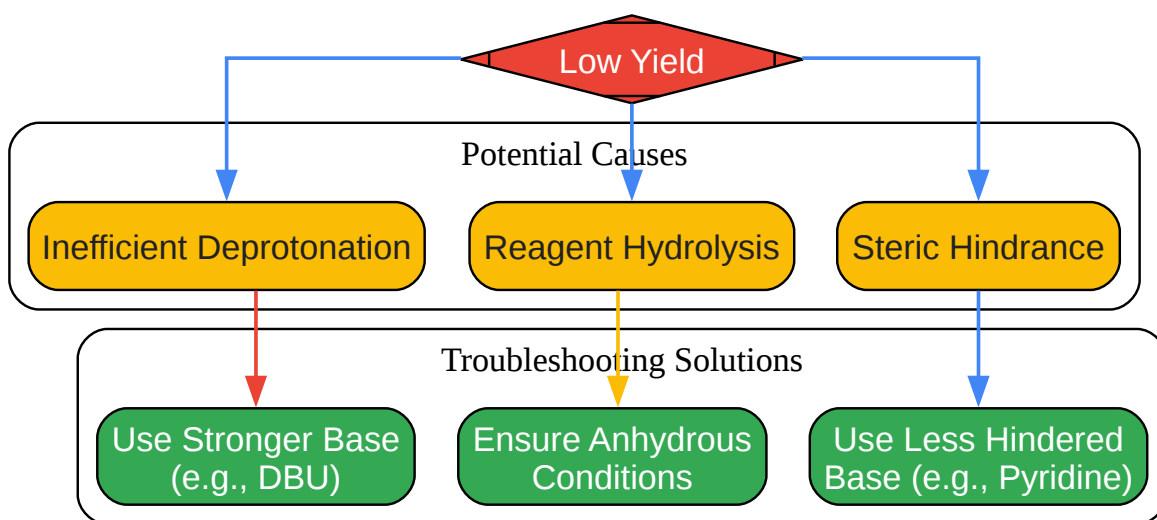 Low Yield
Potential Causes
Inefficient Deprotonation
Reagent Hydrolysis
Steric Hindrance
Troubleshooting Solutions
Use Stronger Base
(e.g., DBU)
Ensure Anhydrous
Conditions
Use Less Hindered
Base (e.g., Pyridine)